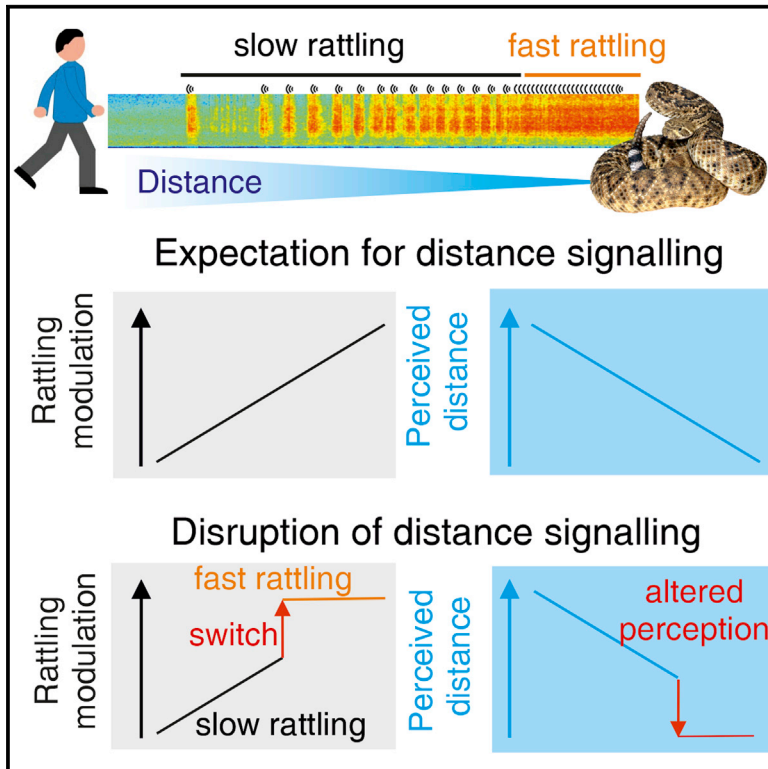 slow rattling
fast rattling
Distance
Expectation for distance signalling
Rattling
modulation
Perceived
distance
Disruption of distance signalling
Rattling
modulation
fast rattling
switch
slow rattling
Perceived
distance
altered
perception